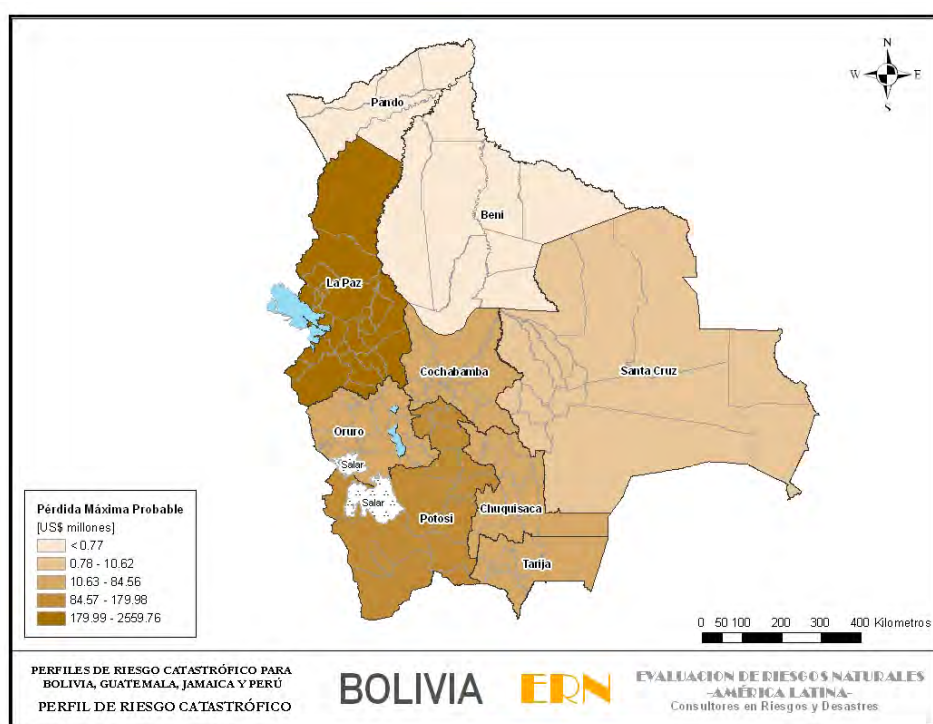 N
W E
S
Pando
Beni
La Paz
Cochabamba
Santa Cruz
Oruro
Salar
Salar
Potosí
Chuquisaca
Tarija
Pérdida Máxima Probable
[US$ millones]
< 0.77
0.78 - 10.62
10.63 - 84.56
84.57 - 179.98
179.99 - 2559.76
0 50 100 200 300 400 Kilometros
PERFILES DE RIESGO CATASTRÓFICO PARA
BOLIVIA, GUATEMALA, JAMAICA Y PERÚ
PERFIL DE RIESGO CATASTRÓFICO
BOLIVIA
ERN
EVALUACION DE RIESGOS NATURALES
-AMÉRICA LATINA-
Consultores en Riesgos y Desastres